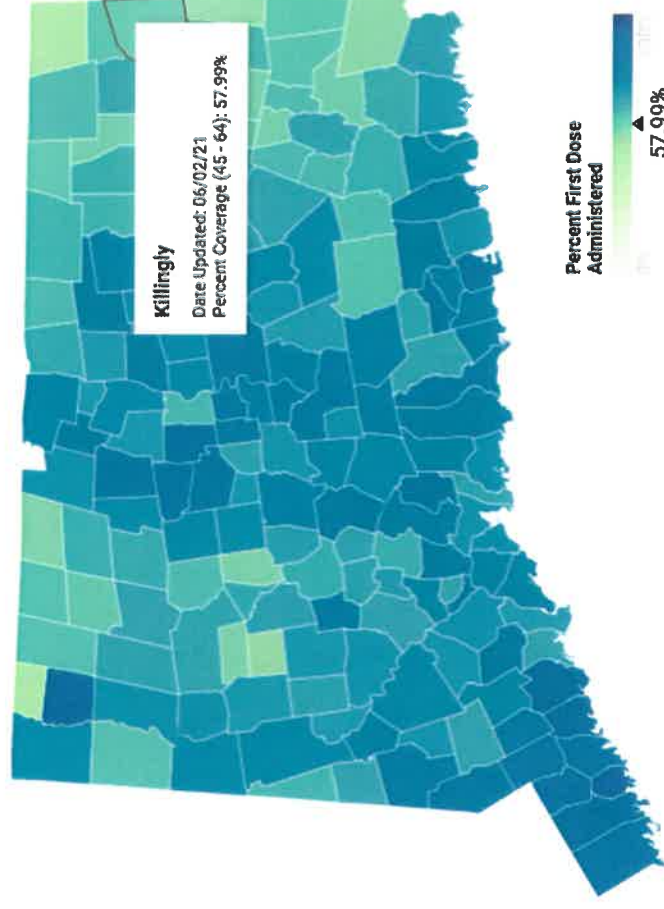 Killingly
Date Updated: 06/02/21
Percent Coverage (45 - 64): 57.99%
Percent First Dose
Administered
57.99%